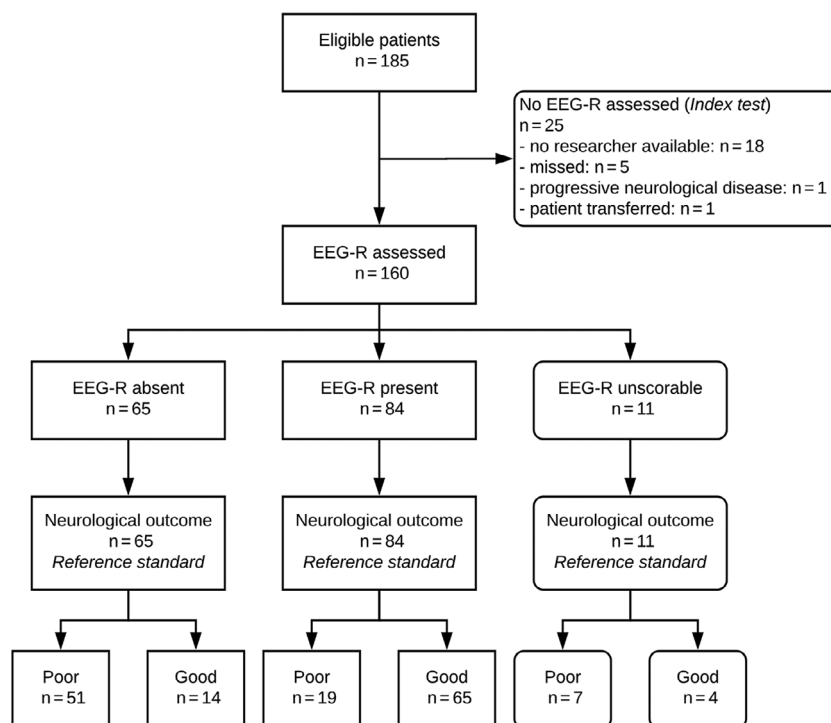 Eligible patients
n = 185
No EEG-R assessed (Index test)
n = 25
- no researcher available: n = 18
- missed: n = 5
- progressive neurological disease: n = 1
- patient transferred: n = 1
EEG-R assessed
n = 160
EEG-R absent
n = 65
EEG-R present
n = 84
EEG-R unscorable
n = 11
Neurological outcome
n = 65
Reference standard
Neurological outcome
n = 84
Reference standard
Neurological outcome
n = 11
Reference standard
Poor
n = 51
Good
n = 14
Poor
n = 19
Good
n = 65
Poor
n = 7
Good
n = 4